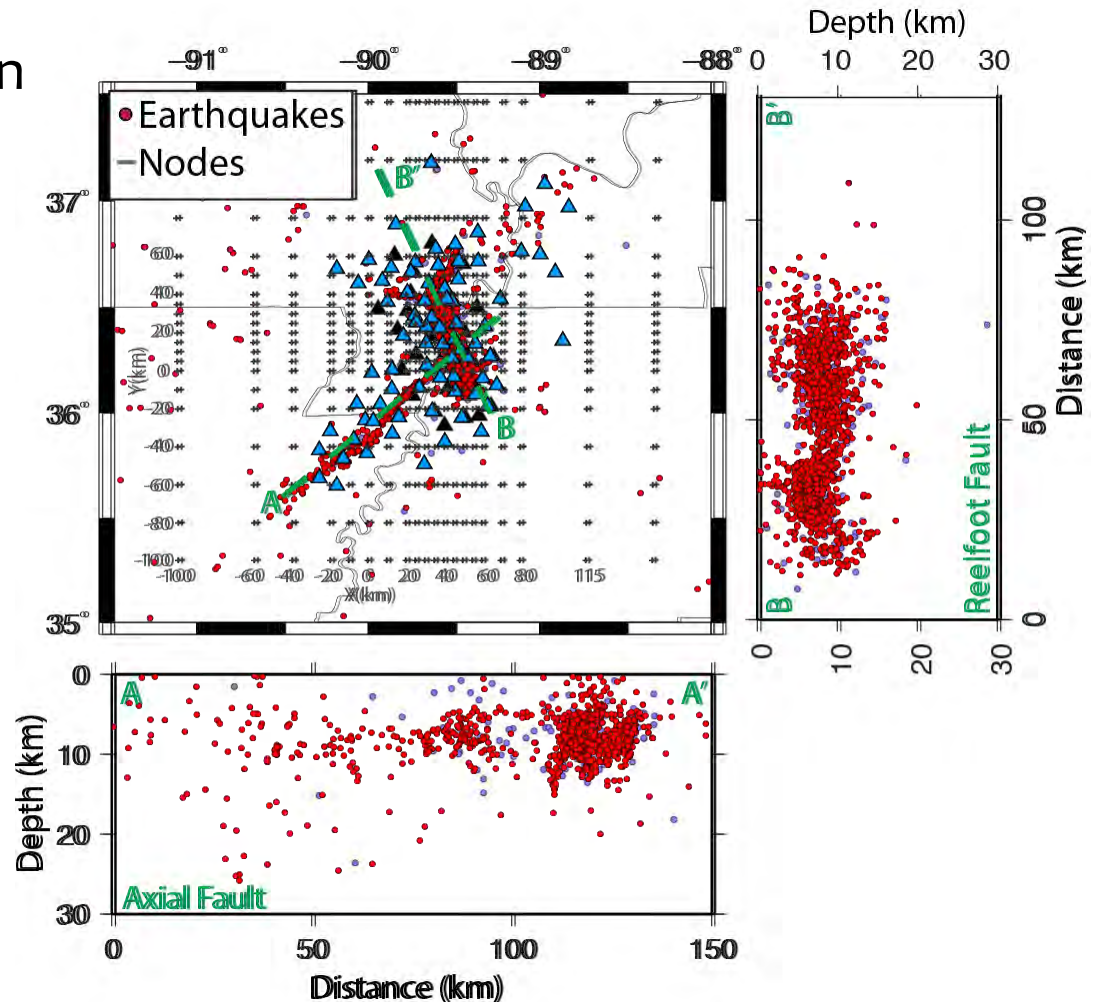 n
Depth (km)
−91° −90° −89° −88° 0 10 20 30
Earthquakes
Nodes
B′
B′
37°
100
60
40
20
Y(km)
0
-20
36°
50
B
-40
A
-60
-80
-100
-100 -60 -40 -20 0 20 40 60 80 115
X(km)
35°
Distance (km)
Reelfoot Fault
B
0
0 10 20 30
0
A A′
10
20
Depth (km)
Axial Fault
30
0 50 100 150
Distance (km)